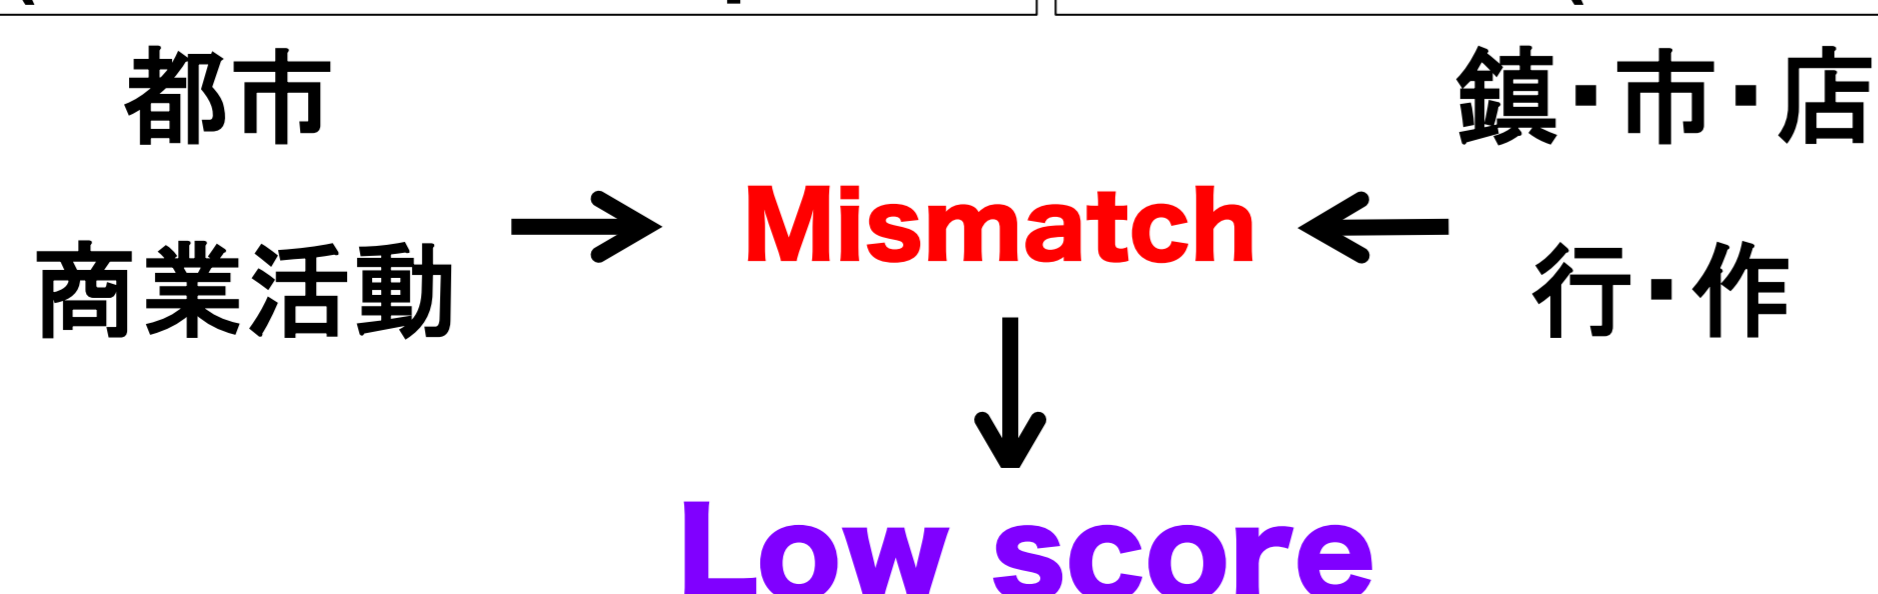 都市
鎮・市・店
商業活動
Mismatch
行・作
Low score